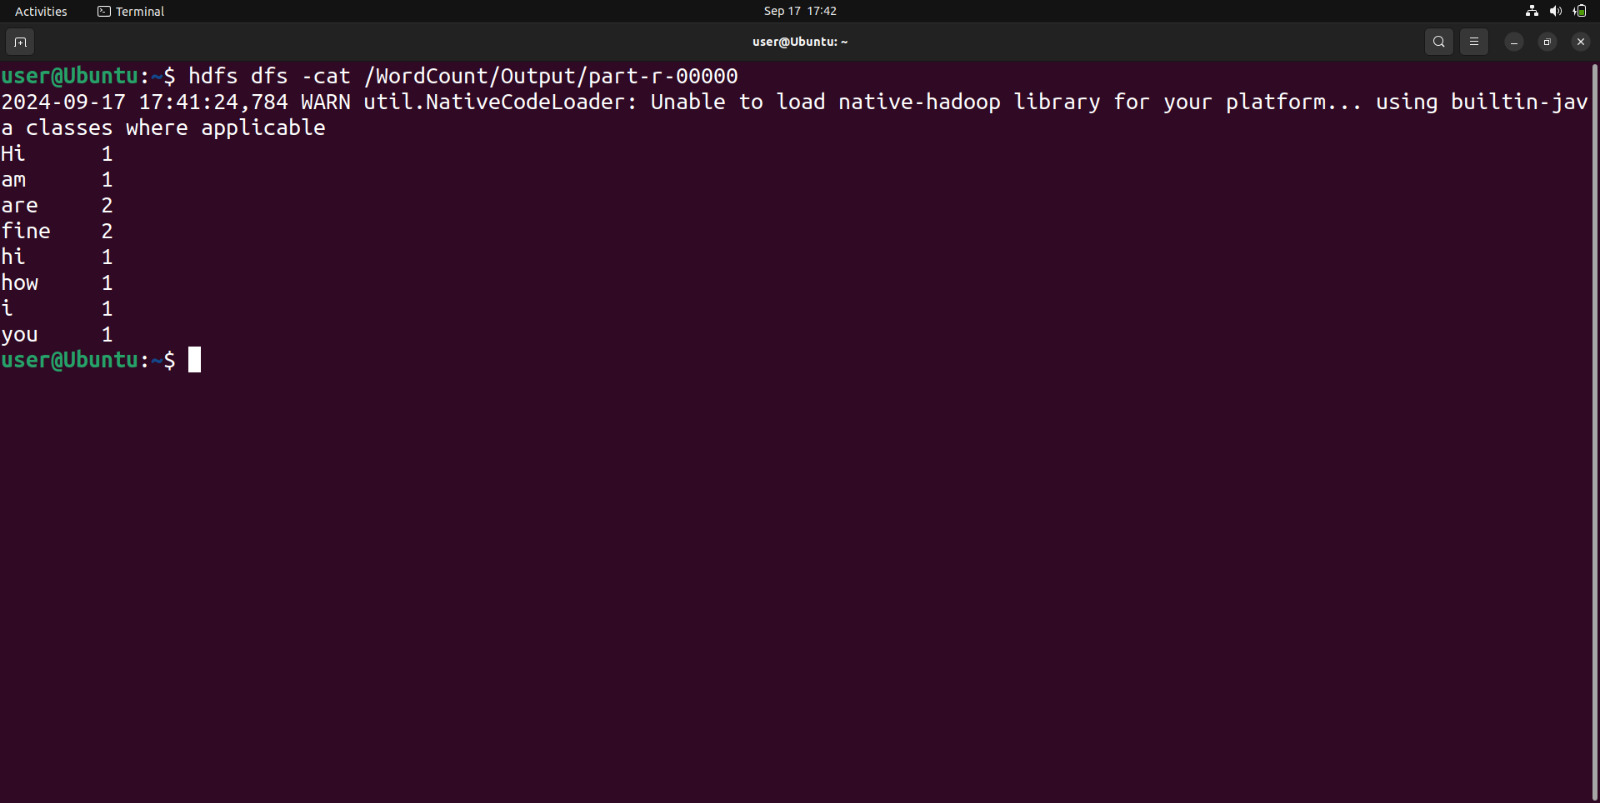 Activities Terminal Sep 17 17:42
user@Ubuntu: ~
user@Ubuntu:~$ hdfs dfs -cat /WordCount/Output/part-r-00000
2024-09-17 17:41:24,784 WARN util.NativeCodeLoader: Unable to load native-hadoop library for your platform... using builtin-jav
a classes where applicable
Hi 1
am 1
are 2
fine 2
hi 1
how 1
i 1
you 1
user@Ubuntu:~$